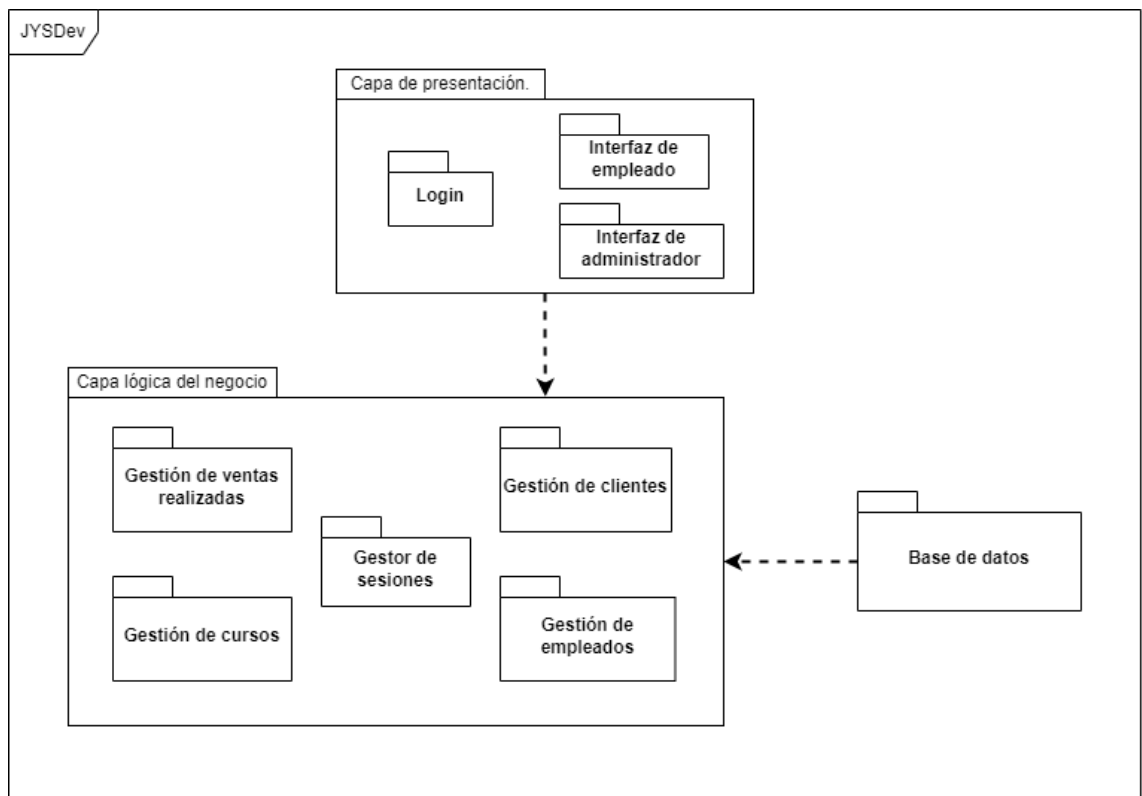 JYSDev
Capa de presentación.
Login
Interfaz de
empleado
Interfaz de
administrador
Capa lógica del negocio
Gestión de ventas
realizadas
Gestión de clientes
Gestor de
sesiones
Gestión de cursos
Gestión de
empleados
Base de datos